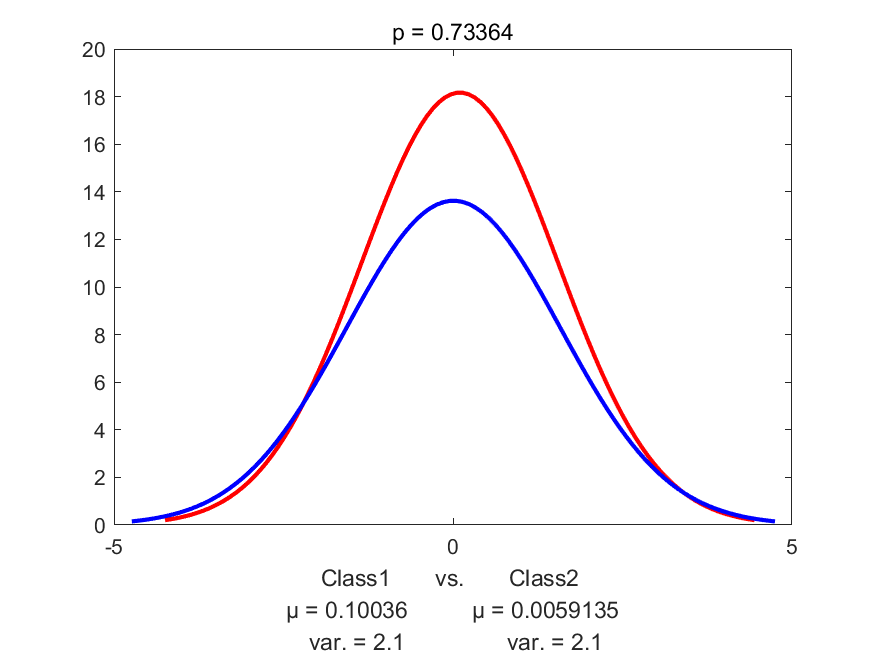 p = 0.73364
20
18
16
14
12
10
8
6
4
2
0
-5 0 5
Class1 vs. Class2
μ = 0.10036 μ = 0.0059135
var. = 2.1 var. = 2.1